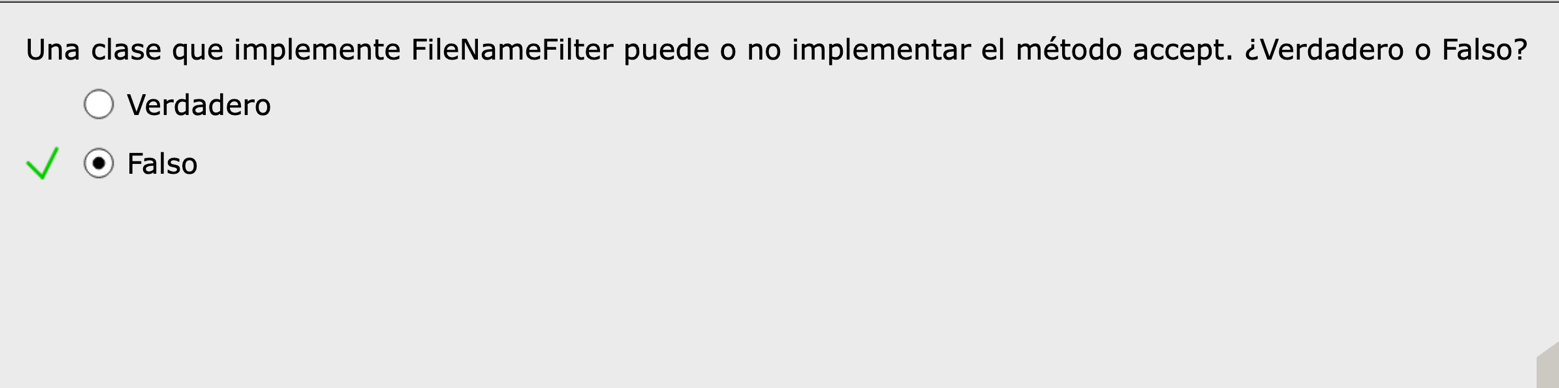 Una clase que implemente FileNameFilter puede o no implementar el método accept. ¿Verdadero o Falso?
Verdadero
Falso